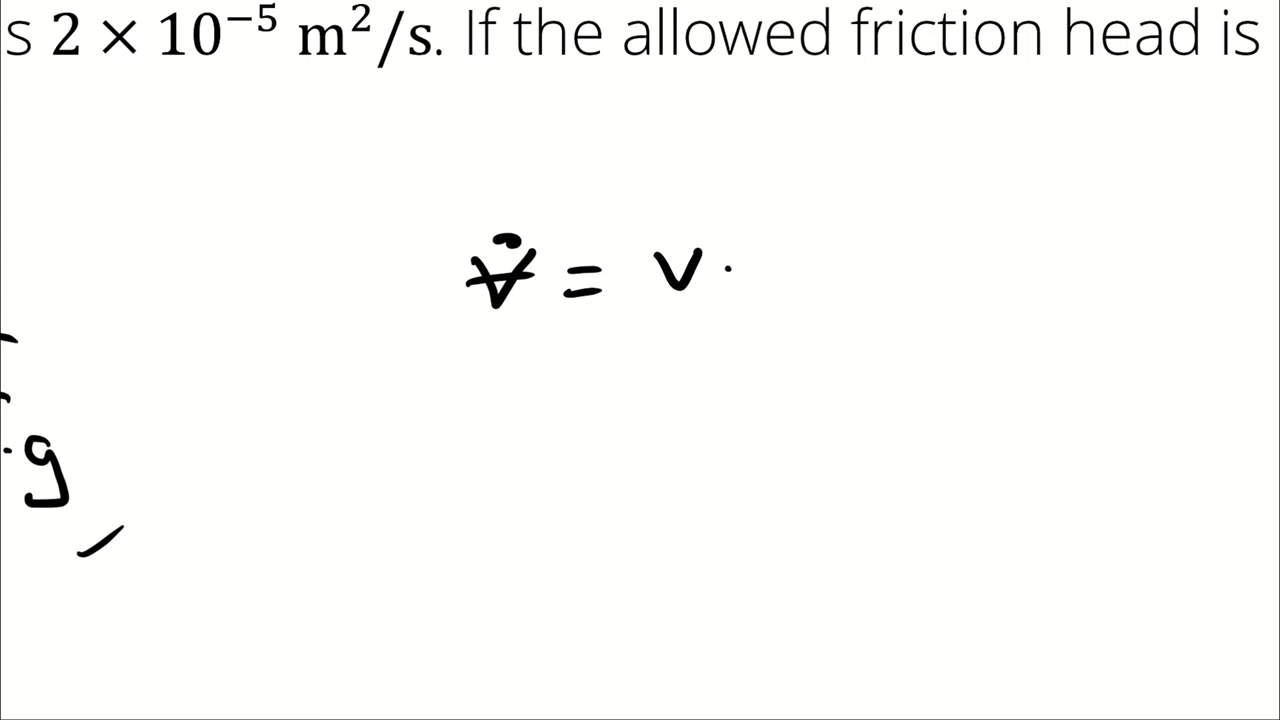 s 2 × 10⁻⁵ m²/s. If the allowed friction head is
V̶̇ = v ·
· g